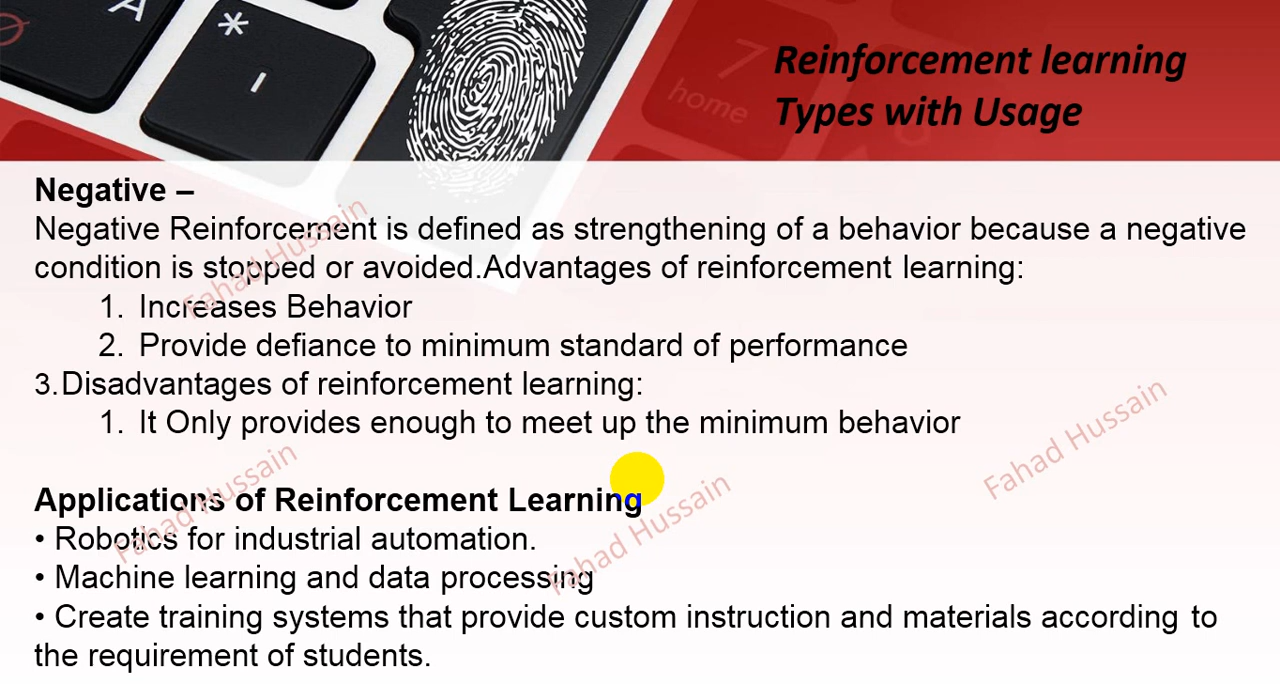 A
*
-
7
home
Reinforcement learning
Types with Usage
Negative –
Negative Reinforcement is defined as strengthening of a behavior because a negative
condition is stopped or avoided.Advantages of reinforcement learning:
1. Increases Behavior
2. Provide defiance to minimum standard of performance
3.Disadvantages of reinforcement learning:
1. It Only provides enough to meet up the minimum behavior
Applications of Reinforcement Learning
• Robotics for industrial automation.
• Machine learning and data processing
• Create training systems that provide custom instruction and materials according to
the requirement of students.
Fahad Hussain
Fahad Hussain
Fahad Hussain
Fahad Hussain